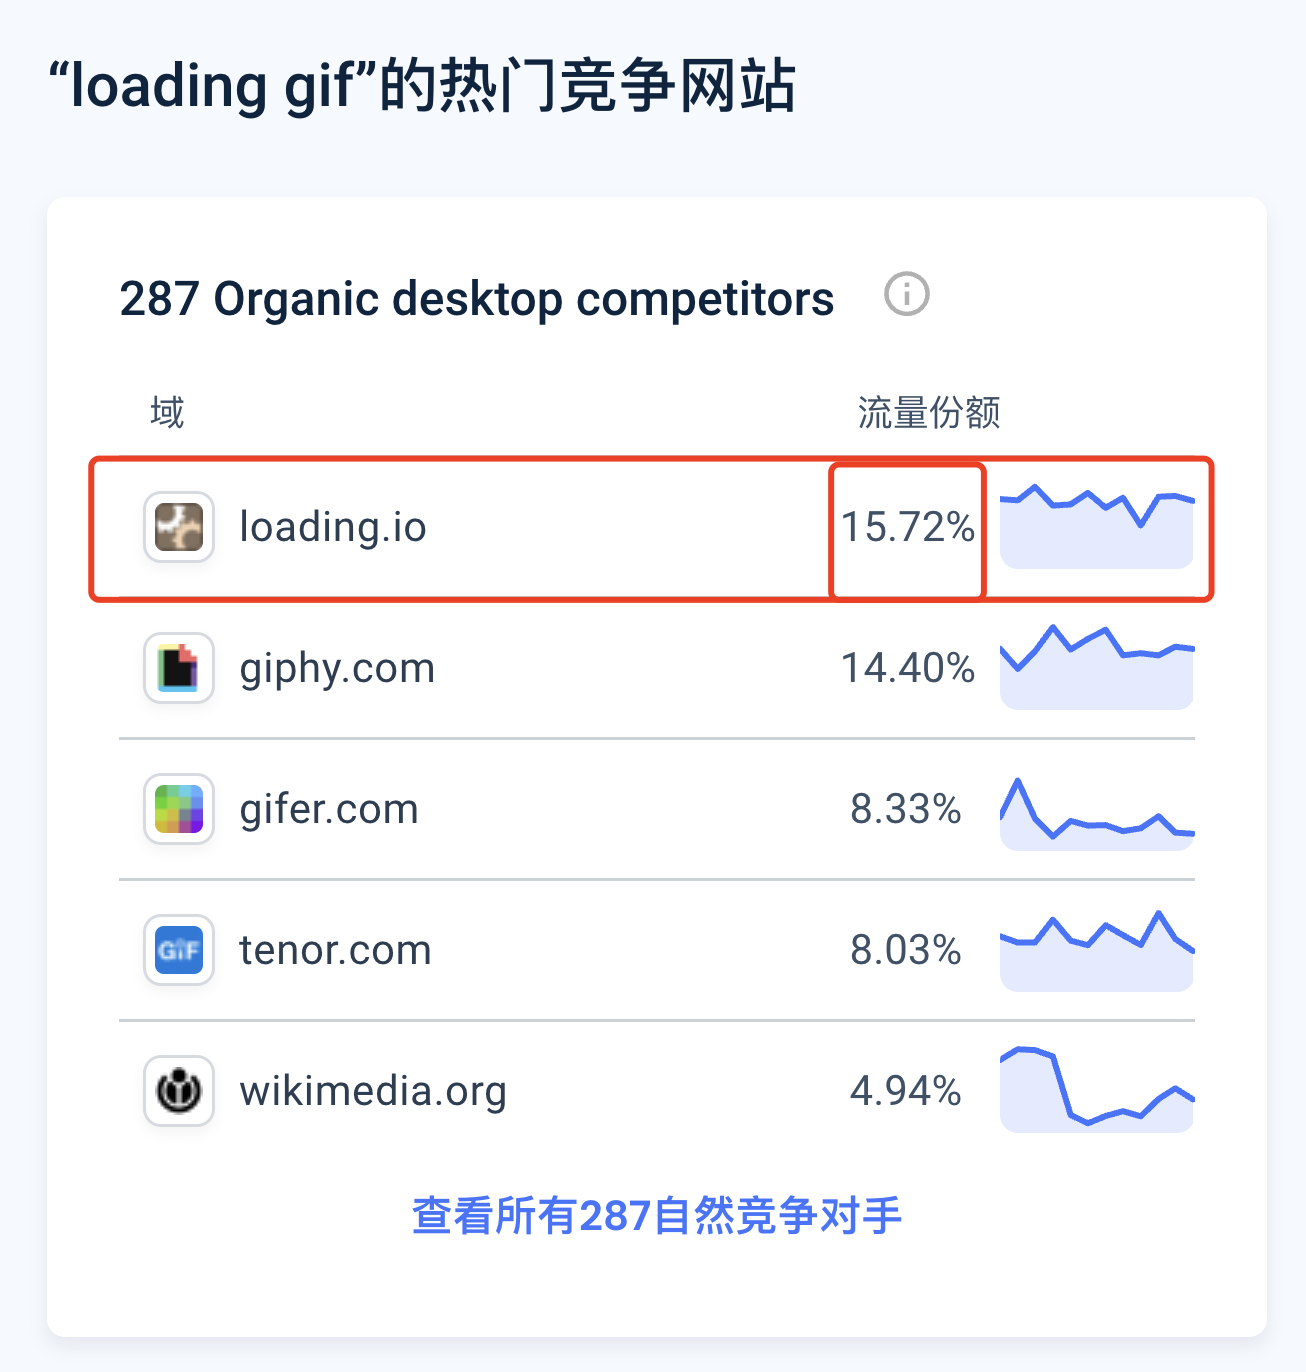 “loading gif”的热门竞争网站
287 Organic desktop competitors
域 流量份额
loading.io 15.72%
giphy.com 14.40%
gifer.com 8.33%
GIF tenor.com 8.03%
wikimedia.org 4.94%
查看所有287自然竞争对手